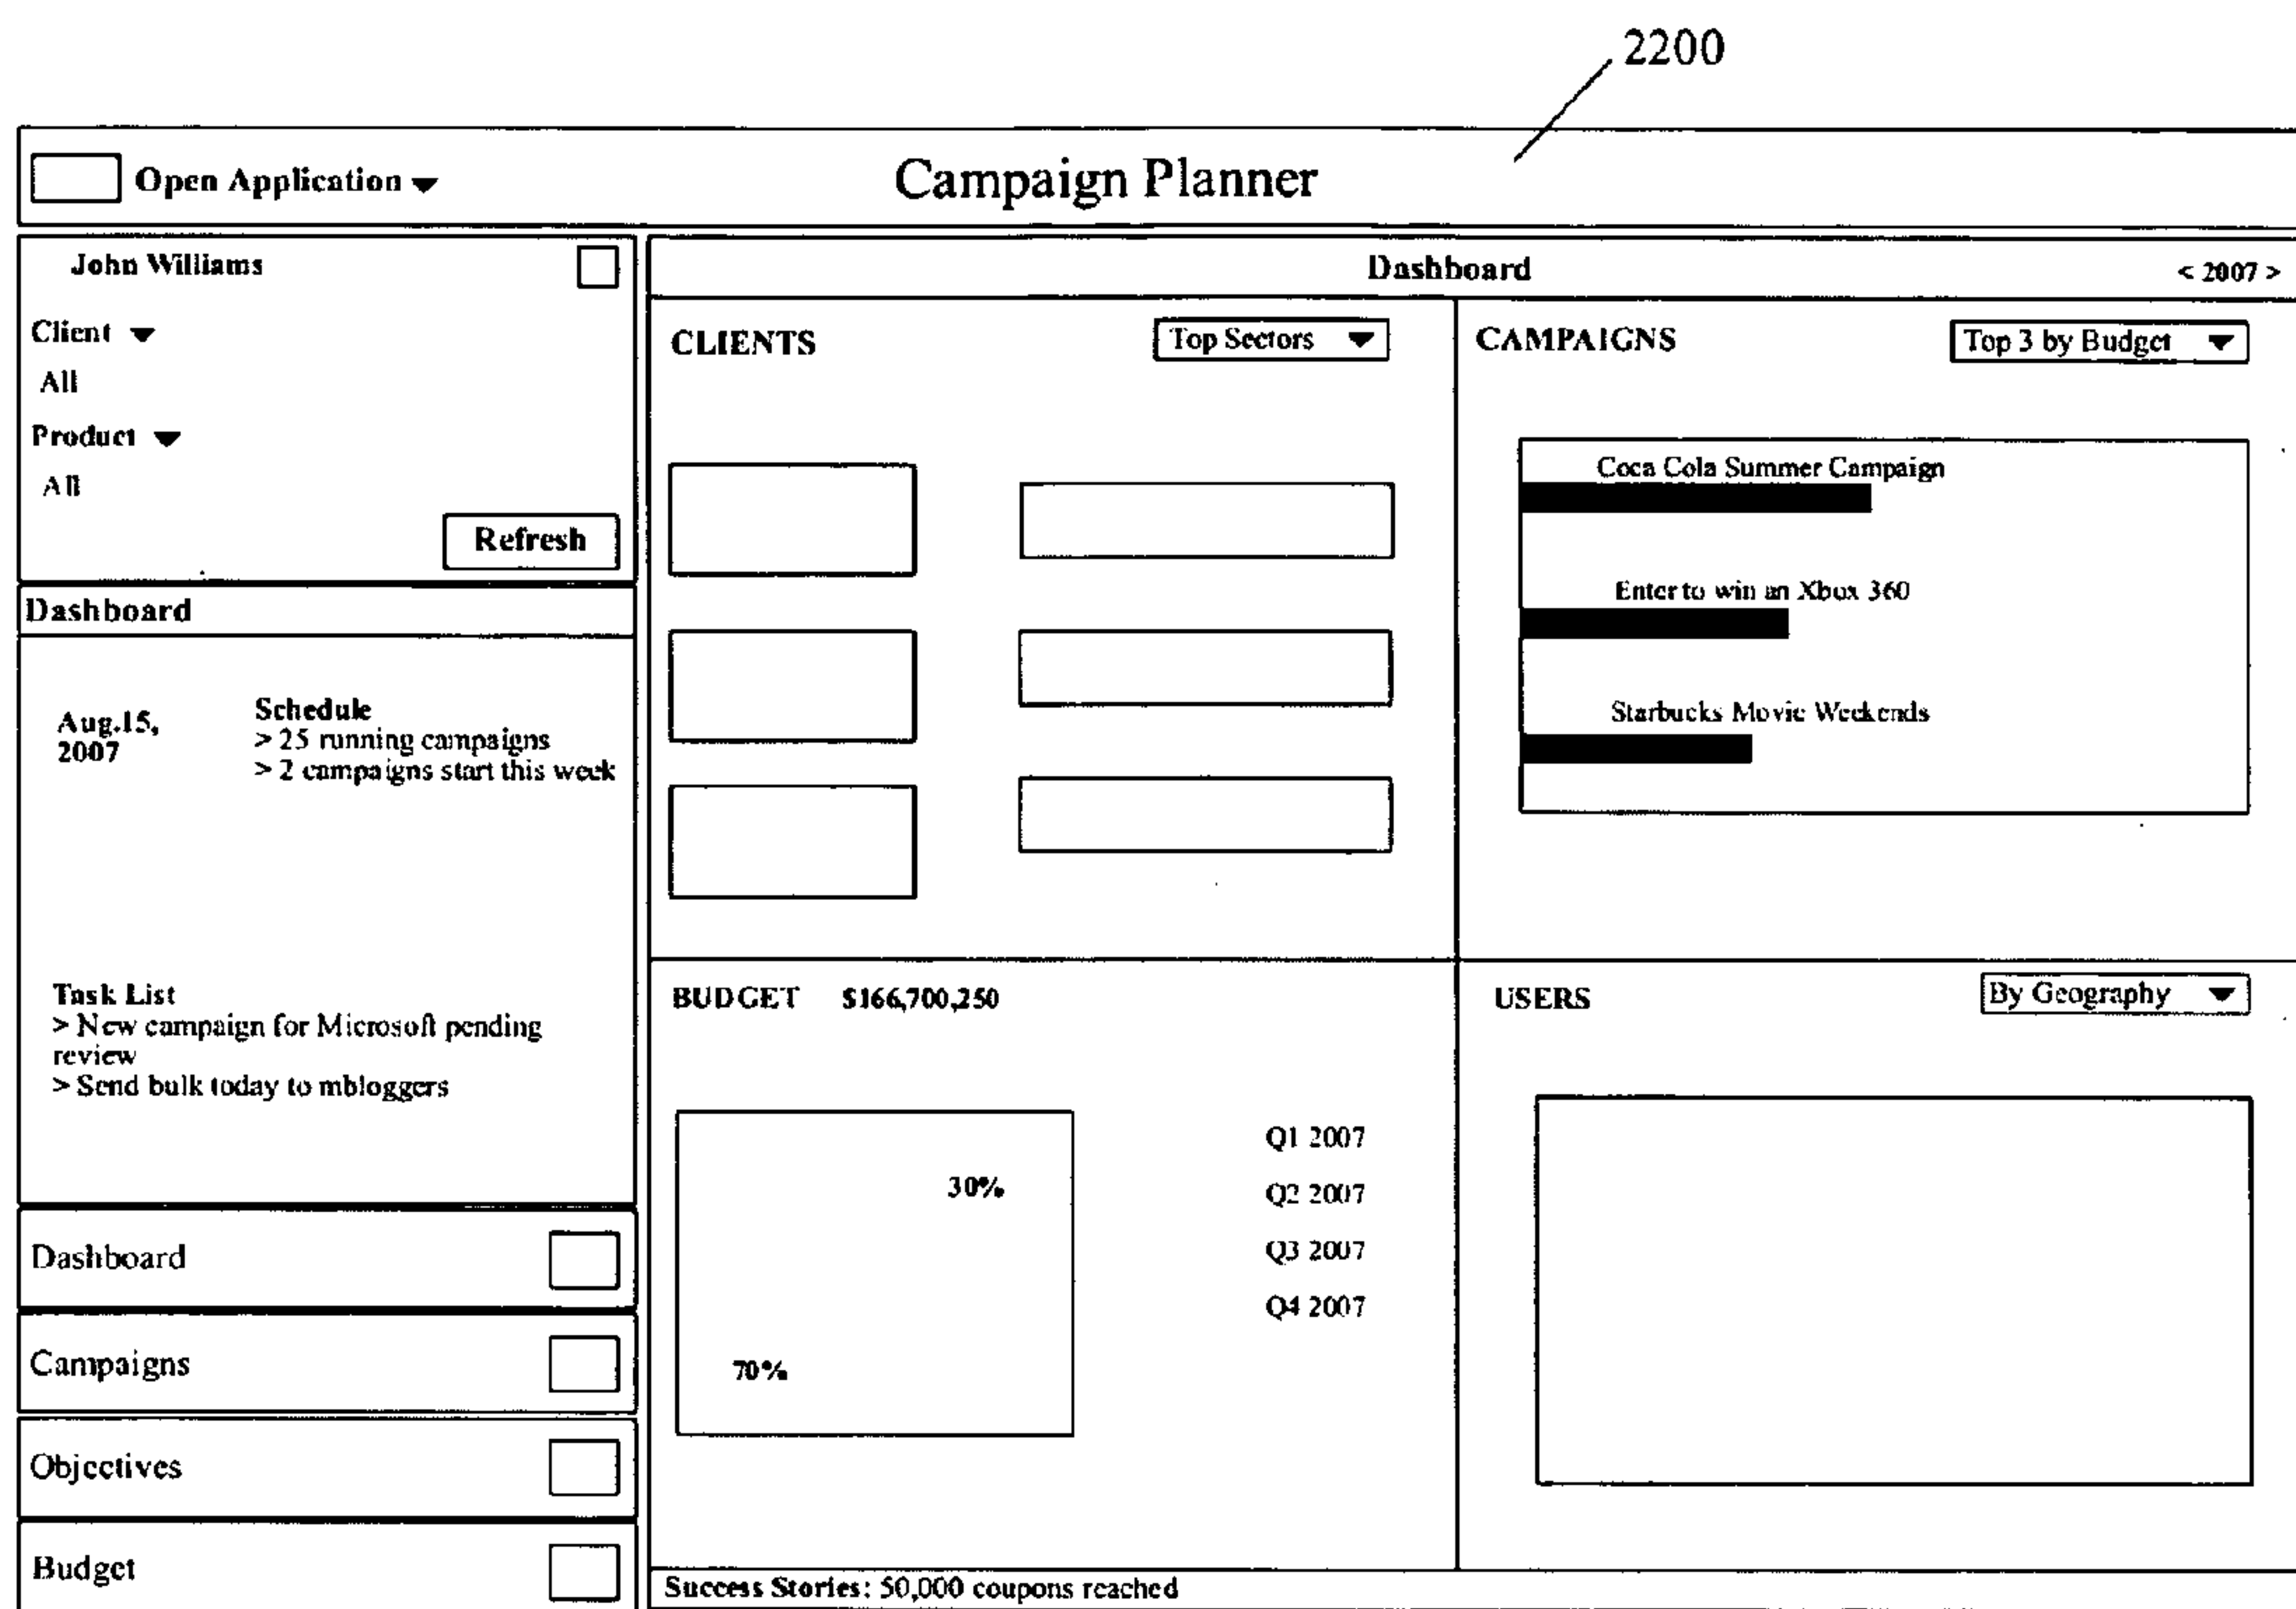 2200
Open Application
Campaign Planner
John Williams
Client
All
Product
All
Refresh
Dashboard
Aug.15,
2007
Schedule
> 25 running campaigns
> 2 campaigns start this week
Task List
> New campaign for Microsoft pending
review
> Send bulk today to mbloggers
Dashboard
Campaigns
Objectives
Budget
Dashboard
< 2007 >
CLIENTS
Top Sectors
CAMPAIGNS
Top 3 by Budget
Coca Cola Summer Campaign
Enter to win an Xbox 360
Starbucks Movie Weekends
BUDGET $166,700,250
30%
70%
Q1 2007
Q2 2007
Q3 2007
Q4 2007
USERS
By Geography
Success Stories: 50,000 coupons reached